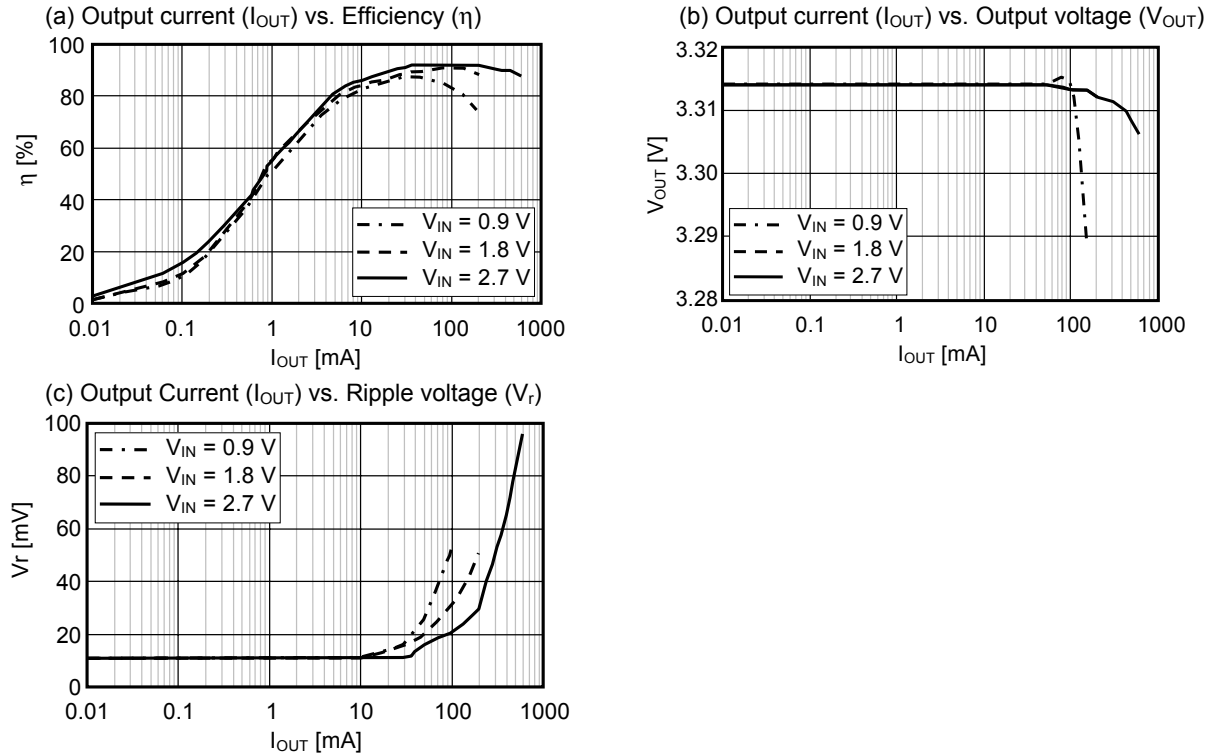 (a) Output current (IOUT) vs. Efficiency (η)
100
80
60
40
20
0
η [%]
0.01 0.1 1 10 100 1000
IOUT [mA]
VIN = 0.9 V
VIN = 1.8 V
VIN = 2.7 V
(b) Output current (IOUT) vs. Output voltage (VOUT)
3.32
3.31
3.30
3.29
3.28
VOUT [V]
0.01 0.1 1 10 100 1000
IOUT [mA]
VIN = 0.9 V
VIN = 1.8 V
VIN = 2.7 V
(c) Output Current (IOUT) vs. Ripple voltage (Vr)
100
80
60
40
20
0
Vr [mV]
0.01 0.1 1 10 100 1000
IOUT [mA]
VIN = 0.9 V
VIN = 1.8 V
VIN = 2.7 V